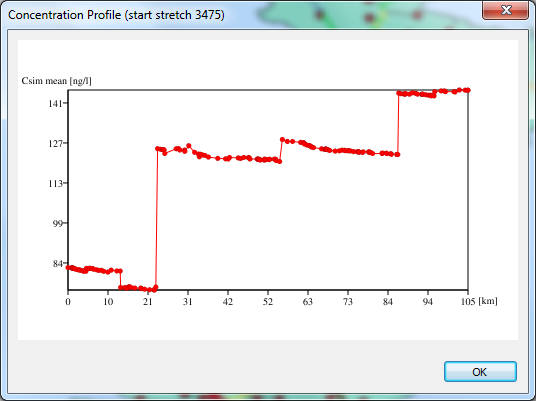 Concentration Profile (start stretch 3475)
Csim mean [ng/l]
141
127
113
99
84
0 10 21 31 42 52 63 73 84 94 105 [km]
OK